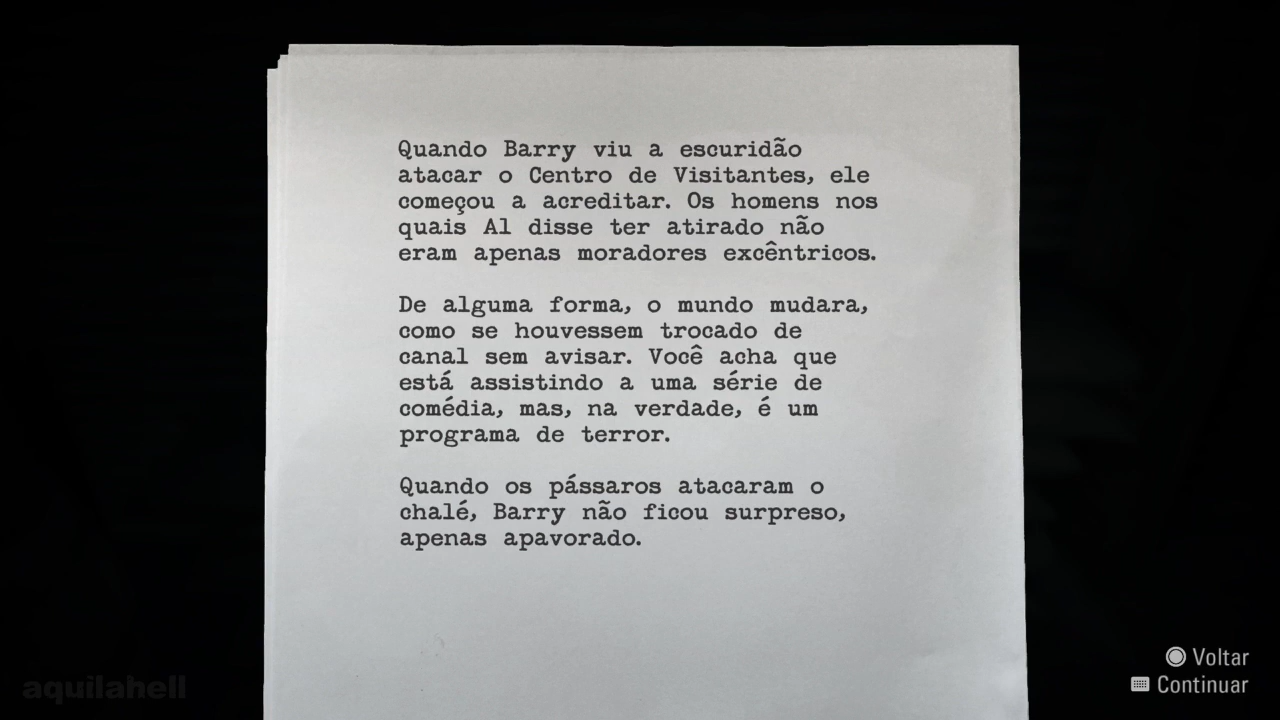 Quando Barry viu a escuridão
atacar o Centro de Visitantes, ele
começou a acreditar. Os homens nos
quais Al disse ter atirado não
eram apenas moradores excêntricos.
De alguma forma, o mundo mudara,
como se houvessem trocado de
canal sem avisar. Você acha que
está assistindo a uma série de
comédia, mas, na verdade, é um
programa de terror.
Quando os pássaros atacaram o
chalé, Barry não ficou surpreso,
apenas apavorado.
Voltar
Continuar
aquilahell